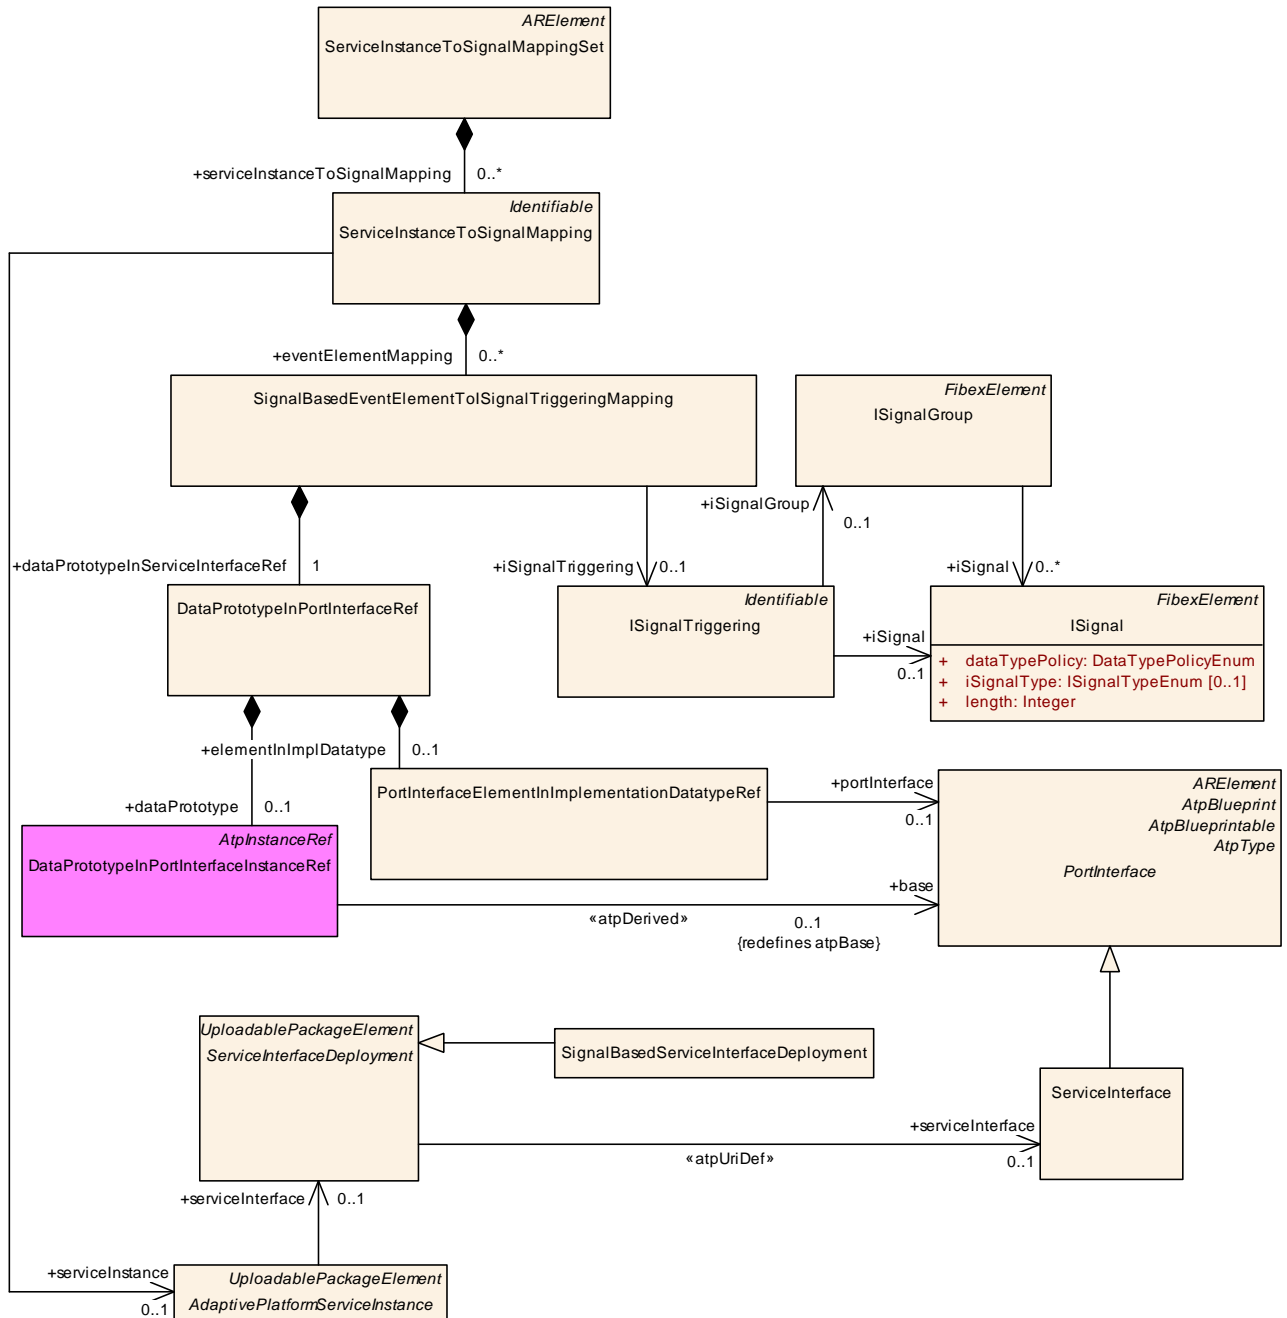 ARElement
ServiceInstanceToSignalMappingSet
+serviceInstanceToSignalMapping
0..*
Identifiable
ServiceInstanceToSignalMapping
+eventElementMapping
0..*
SignalBasedEventElementToISignalTriggeringMapping
FibexElement
ISignalGroup
+iSignalGroup
0..1
+dataPrototypeInServiceInterfaceRef
1
+iSignalTriggering
0..1
+iSignal
0..*
DataPrototypeInPortInterfaceRef
Identifiable
ISignalTriggering
+iSignal
0..1
FibexElement
ISignal
+ dataTypePolicy: DataTypePolicyEnum
+ iSignalType: ISignalTypeEnum [0..1]
+ length: Integer
+elementInImplDatatype
0..1
+dataPrototype
0..1
PortInterfaceElementInImplementationDatatypeRef
+portInterface
0..1
ARElement
AtpBlueprint
AtpBlueprintable
AtpType
PortInterface
AtpInstanceRef
DataPrototypeInPortInterfaceInstanceRef
+base
«atpDerived»
0..1
{redefines atpBase}
UploadablePackageElement
ServiceInterfaceDeployment
SignalBasedServiceInterfaceDeployment
ServiceInterface
+serviceInterface
«atpUriDef»
0..1
+serviceInterface
0..1
+serviceInstance
0..1
UploadablePackageElement
AdaptivePlatformServiceInstance